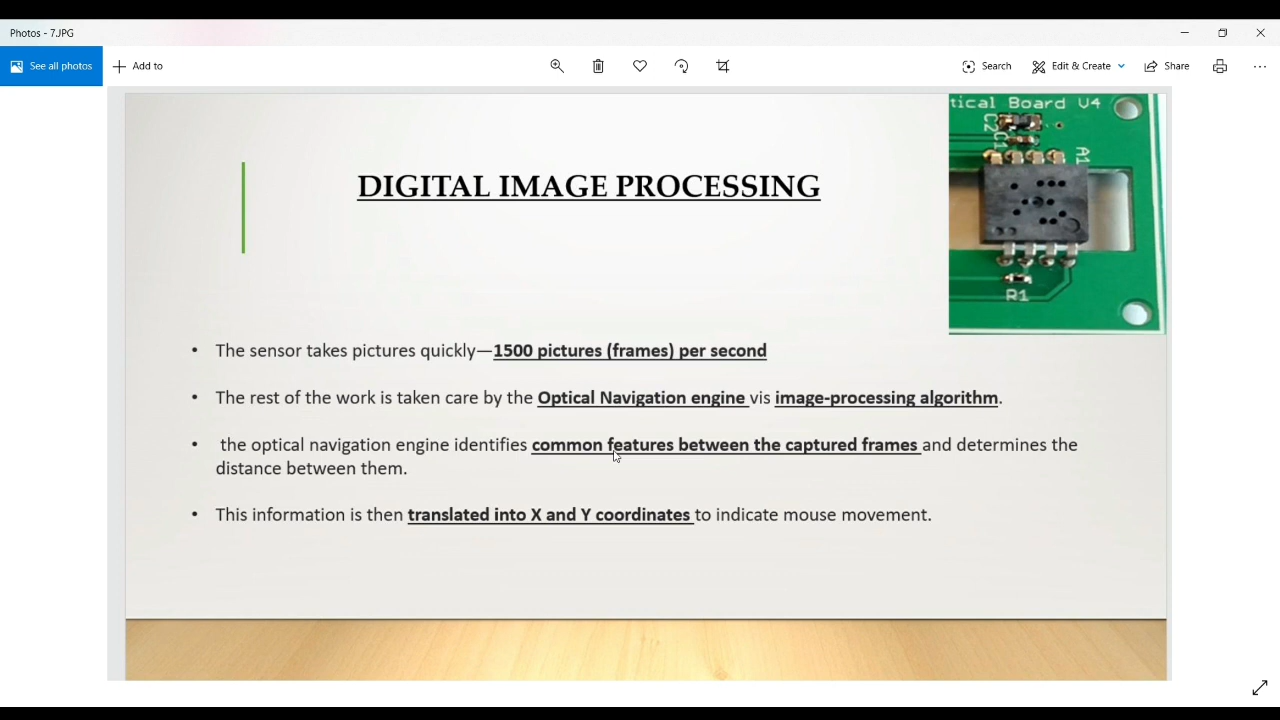 Photos - 7.JPG
See all photos
Add to
Search
Edit & Create
Share
tical Board V4
C2
C1
A1
R1
DIGITAL IMAGE PROCESSING
• The sensor takes pictures quickly—1500 pictures (frames) per second
• The rest of the work is taken care by the Optical Navigation engine vis image-processing algorithm.
• the optical navigation engine identifies common features between the captured frames and determines the
distance between them.
• This information is then translated into X and Y coordinates to indicate mouse movement.